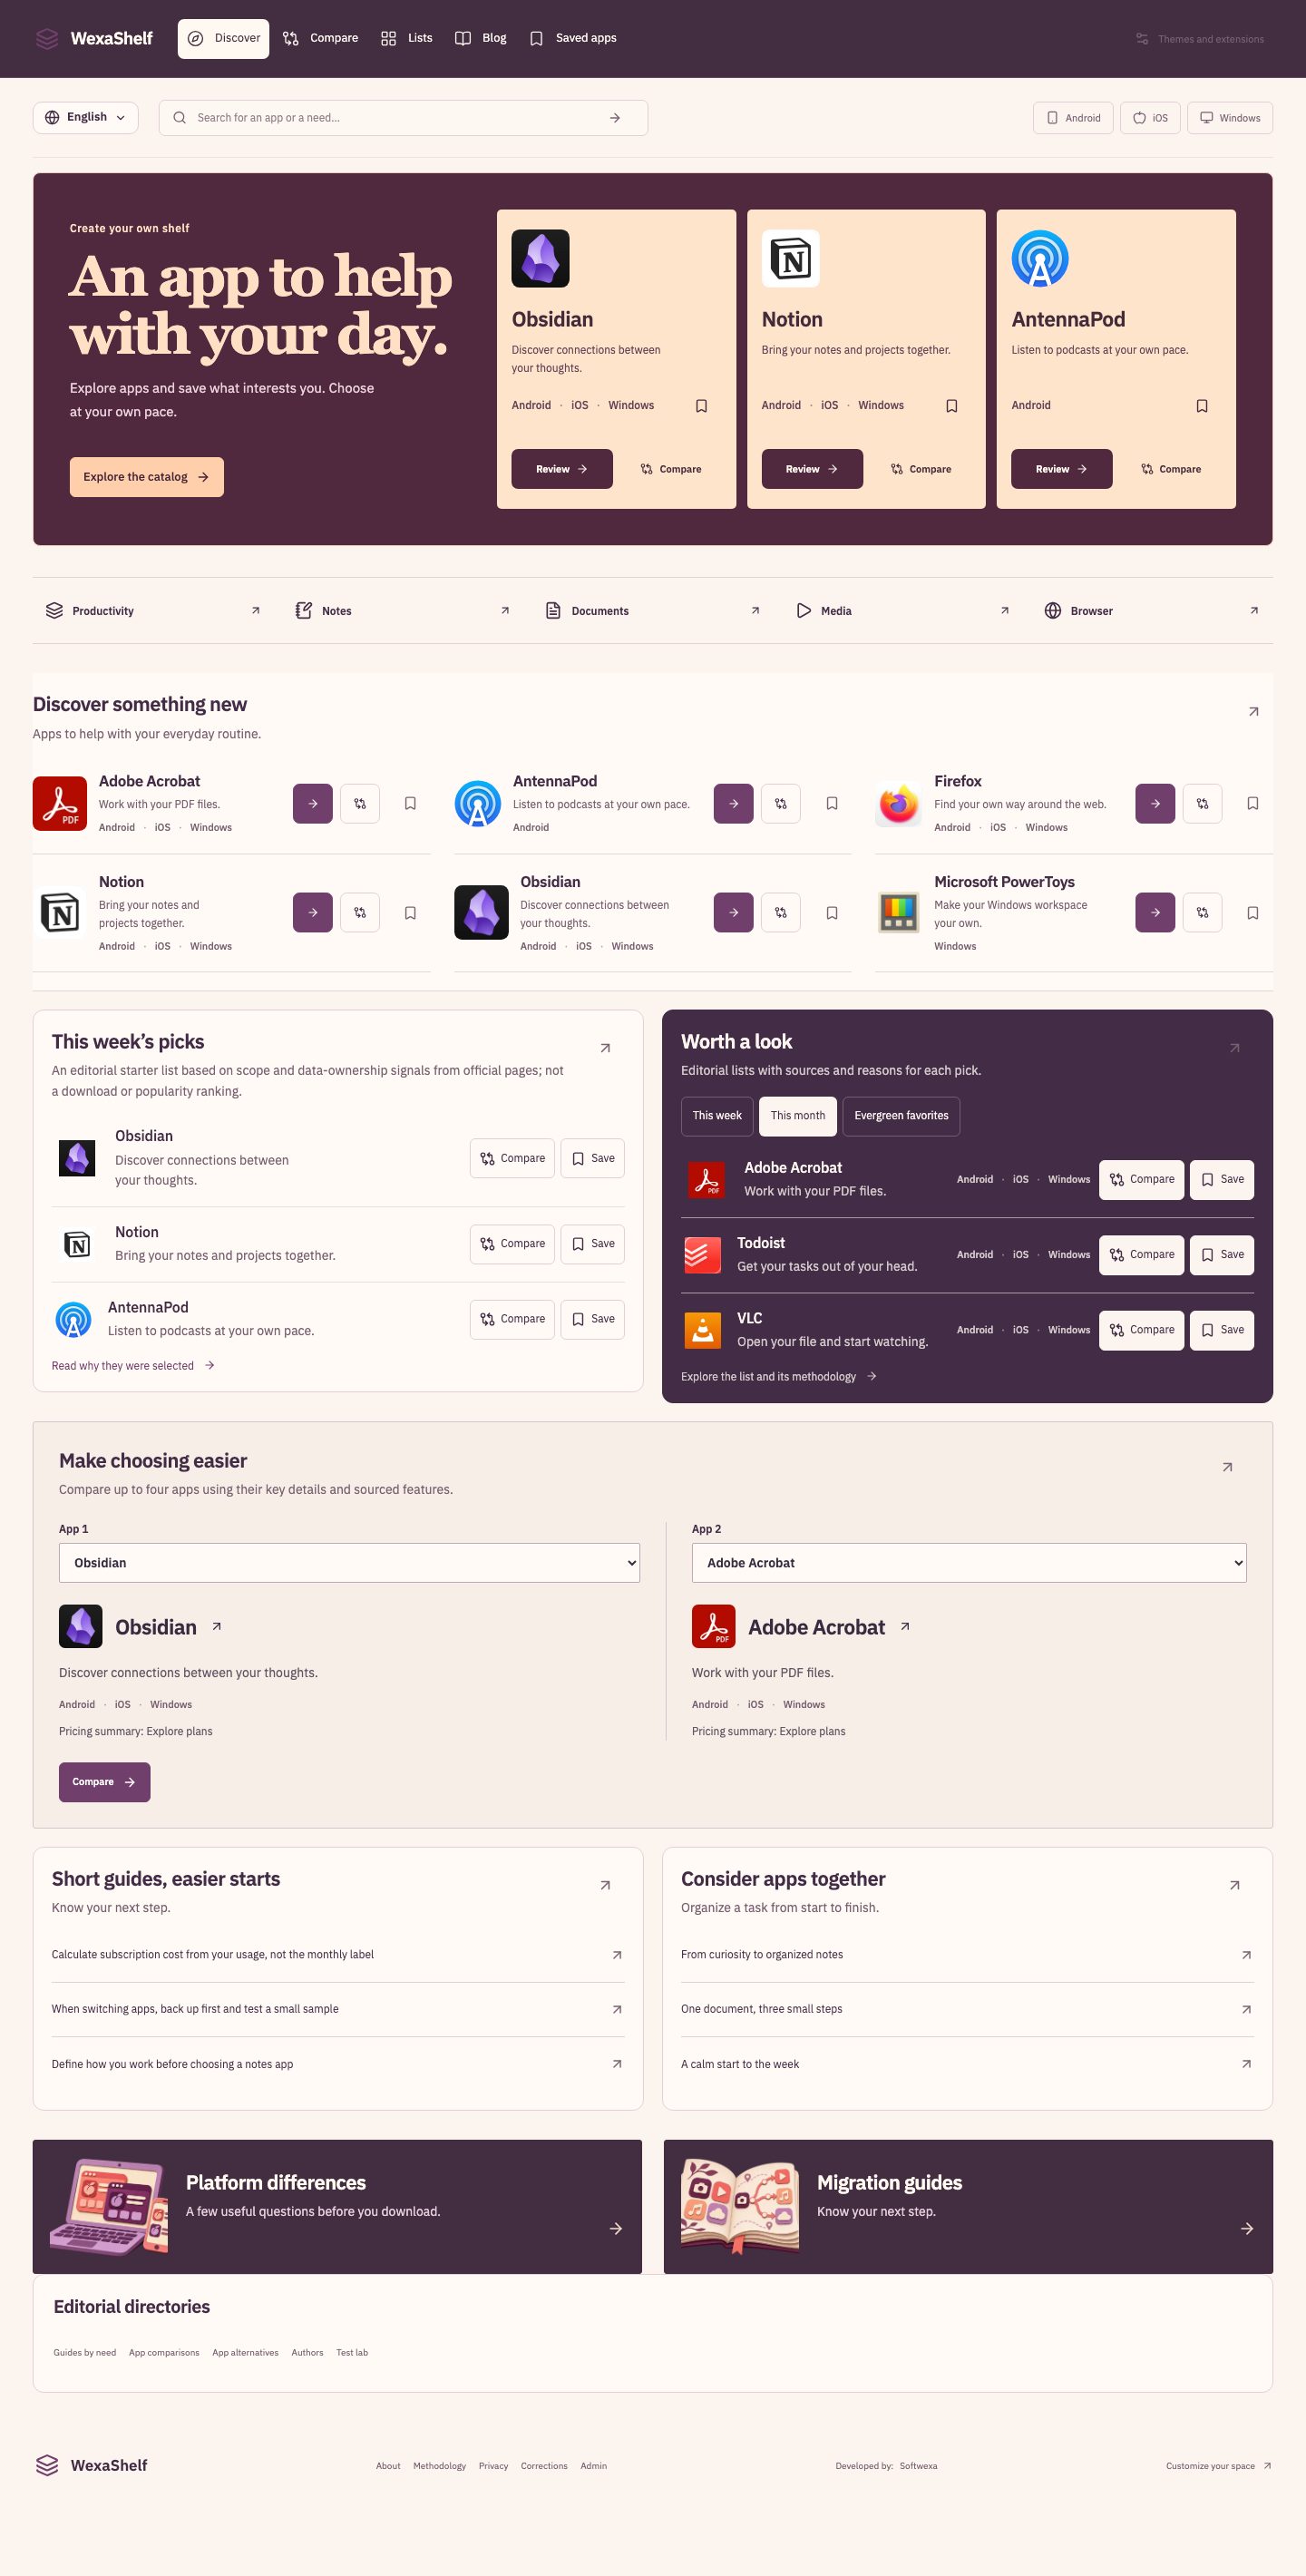 WexaShelf
Discover
Compare
Lists
Blog
Saved apps
Themes and extensions
English
Search for an app or a need...
Android
iOS
Windows
Create your own shelf
An app to help
with your day.
Explore apps and save what interests you. Choose
at your own pace.
Explore the catalog
Obsidian
Discover connections between
your thoughts.
Android · iOS · Windows
Review
Compare
Notion
Bring your notes and projects together.
Android · iOS · Windows
Review
Compare
AntennaPod
Listen to podcasts at your own pace.
Android
Review
Compare
Productivity
Notes
Documents
Media
Browser
Discover something new
Apps to help with your everyday routine.
PDF
Adobe Acrobat
Work with your PDF files.
Android · iOS · Windows
AntennaPod
Listen to podcasts at your own pace.
Android
Firefox
Find your own way around the web.
Android · iOS · Windows
Notion
Bring your notes and
projects together.
Android · iOS · Windows
Obsidian
Discover connections between
your thoughts.
Android · iOS · Windows
Microsoft PowerToys
Make your Windows workspace
your own.
Windows
This week’s picks
An editorial starter list based on scope and data-ownership signals from official pages; not
a download or popularity ranking.
Obsidian
Discover connections between
your thoughts.
Compare
Save
Notion
Bring your notes and projects together.
Compare
Save
AntennaPod
Listen to podcasts at your own pace.
Compare
Save
Read why they were selected
Worth a look
Editorial lists with sources and reasons for each pick.
This week
This month
Evergreen favorites
PDF
Adobe Acrobat
Work with your PDF files.
Android · iOS · Windows
Compare
Save
Todoist
Get your tasks out of your head.
Android · iOS · Windows
Compare
Save
VLC
Open your file and start watching.
Android · iOS · Windows
Compare
Save
Explore the list and its methodology
Make choosing easier
Compare up to four apps using their key details and sourced features.
App 1
Obsidian
Obsidian
Discover connections between your thoughts.
Android · iOS · Windows
Pricing summary: Explore plans
App 2
Adobe Acrobat
PDF
Adobe Acrobat
Work with your PDF files.
Android · iOS · Windows
Pricing summary: Explore plans
Compare
Short guides, easier starts
Know your next step.
Calculate subscription cost from your usage, not the monthly label
When switching apps, back up first and test a small sample
Define how you work before choosing a notes app
Consider apps together
Organize a task from start to finish.
From curiosity to organized notes
One document, three small steps
A calm start to the week
Platform differences
A few useful questions before you download.
Migration guides
Know your next step.
Editorial directories
Guides by need
App comparisons
App alternatives
Authors
Test lab
WexaShelf
About
Methodology
Privacy
Corrections
Admin
Developed by: Softwexa
Customize your space